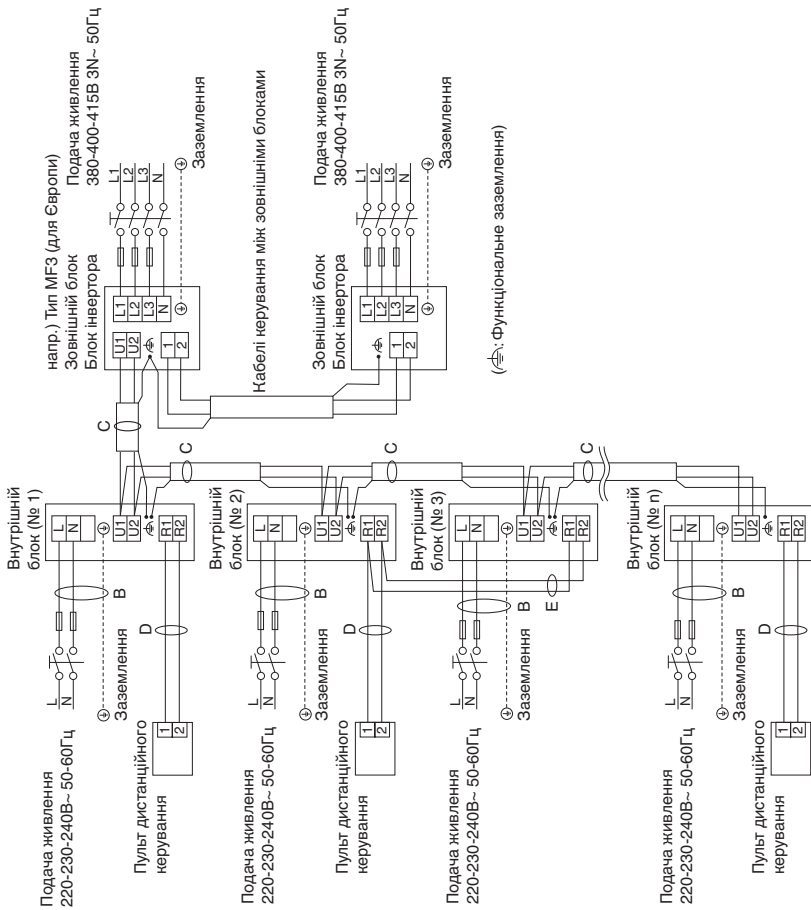 напр.) Тип MF3 (для Європи)
Зовнішній блок
Блок інвертора
Подача живлення
380-400-415В 3N~ 50Гц
L1
L2
L3
N
L1
L2
L3
N
Заземлення
U1
U2
1
2
Кабелі керування між зовнішніми блоками
Зовнішній блок
Блок інвертора
Подача живлення
380-400-415В 3N~ 50Гц
L1
L2
L3
N
L1
L2
L3
N
Заземлення
1
2
( : Функціональне заземлення)
C
Внутрішній
блок (№ 1)
L
N
U1
U2
R1
R2
B
D
L
N
Заземлення
1
2
Подача живлення
220-230-240В~ 50-60Гц
Пульт дистанційного
керування
C
Внутрішній
блок (№ 2)
L
N
U1
U2
R1
R2
B
D
L
N
Заземлення
1
2
Подача живлення
220-230-240В~ 50-60Гц
Пульт дистанційного
керування
C
Внутрішній
блок (№ 3)
L
N
U1
U2
R1
R2
B
E
L
N
Заземлення
Подача живлення
220-230-240В~ 50-60Гц
C
Внутрішній
блок (№ n)
L
N
U1
U2
R1
R2
B
D
L
N
Заземлення
1
2
Подача живлення
220-230-240В~ 50-60Гц
Пульт дистанційного
керування